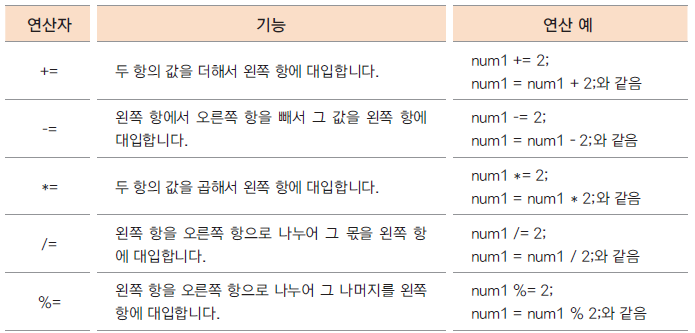 연산자 기능 연산 예
+= 두 항의 값을 더해서 왼쪽 항에 대입합니다. num1 += 2;
num1 = num1 + 2;와 같음
-= 왼쪽 항에서 오른쪽 항을 빼서 그 값을 왼쪽 항에
대입합니다.
num1 -= 2;
num1 = num1 - 2;와 같음
*= 두 항의 값을 곱해서 왼쪽 항에 대입합니다. num1 *= 2;
num1 = num1 * 2;와 같음
/= 왼쪽 항을 오른쪽 항으로 나누어 그 몫을 왼쪽 항
에 대입합니다.
num1 /= 2;
num1 = num1 / 2;와 같음
%= 왼쪽 항을 오른쪽 항으로 나누어 그 나머지를 왼쪽
항에 대입합니다.
num1 %= 2;
num1 = num1 % 2;와 같음